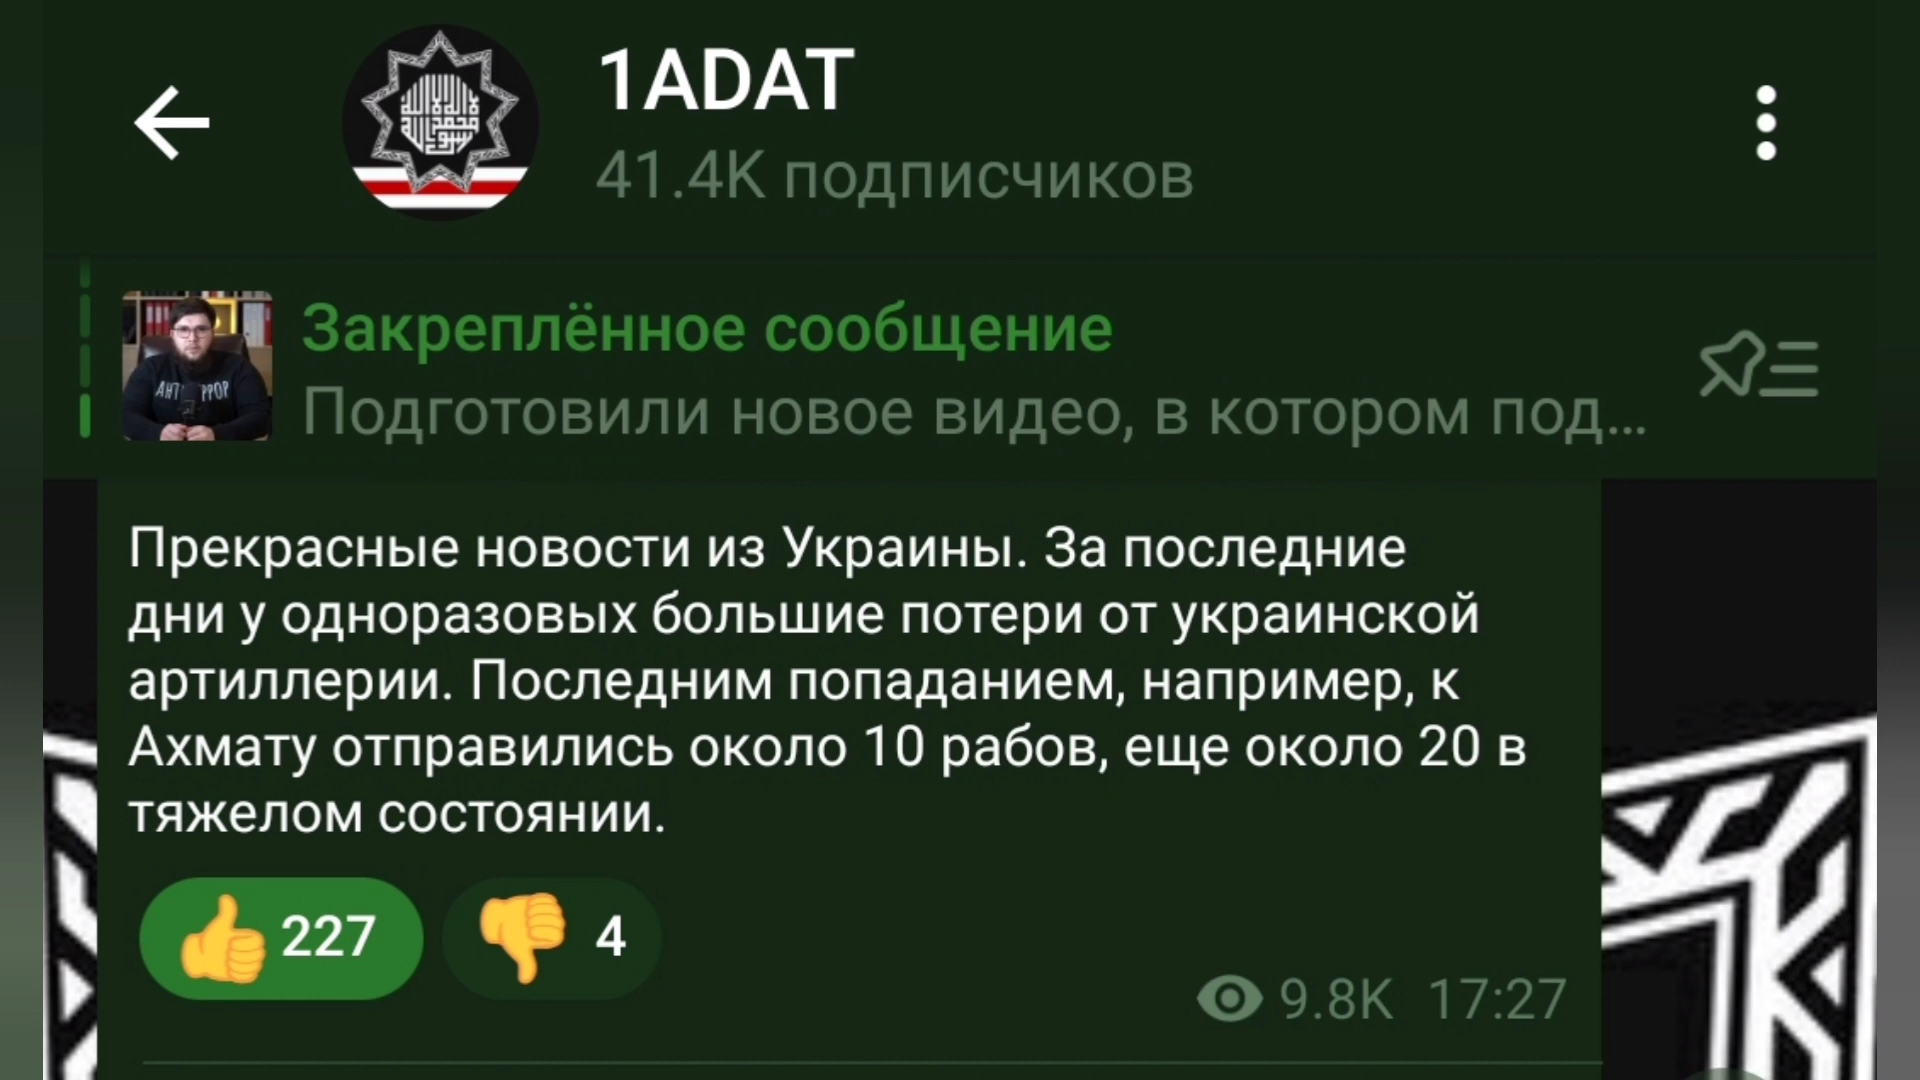 1ADAT
41.4K подписчиков
Закреплённое сообщение
Подготовили новое видео, в котором под...
Прекрасные новости из Украины. За последние
дни у одноразовых большие потери от украинской
артиллерии. Последним попаданием, например, к
Ахмату отправились около 10 рабов, еще около 20 в
тяжелом состоянии.
227 4
9.8K 17:27